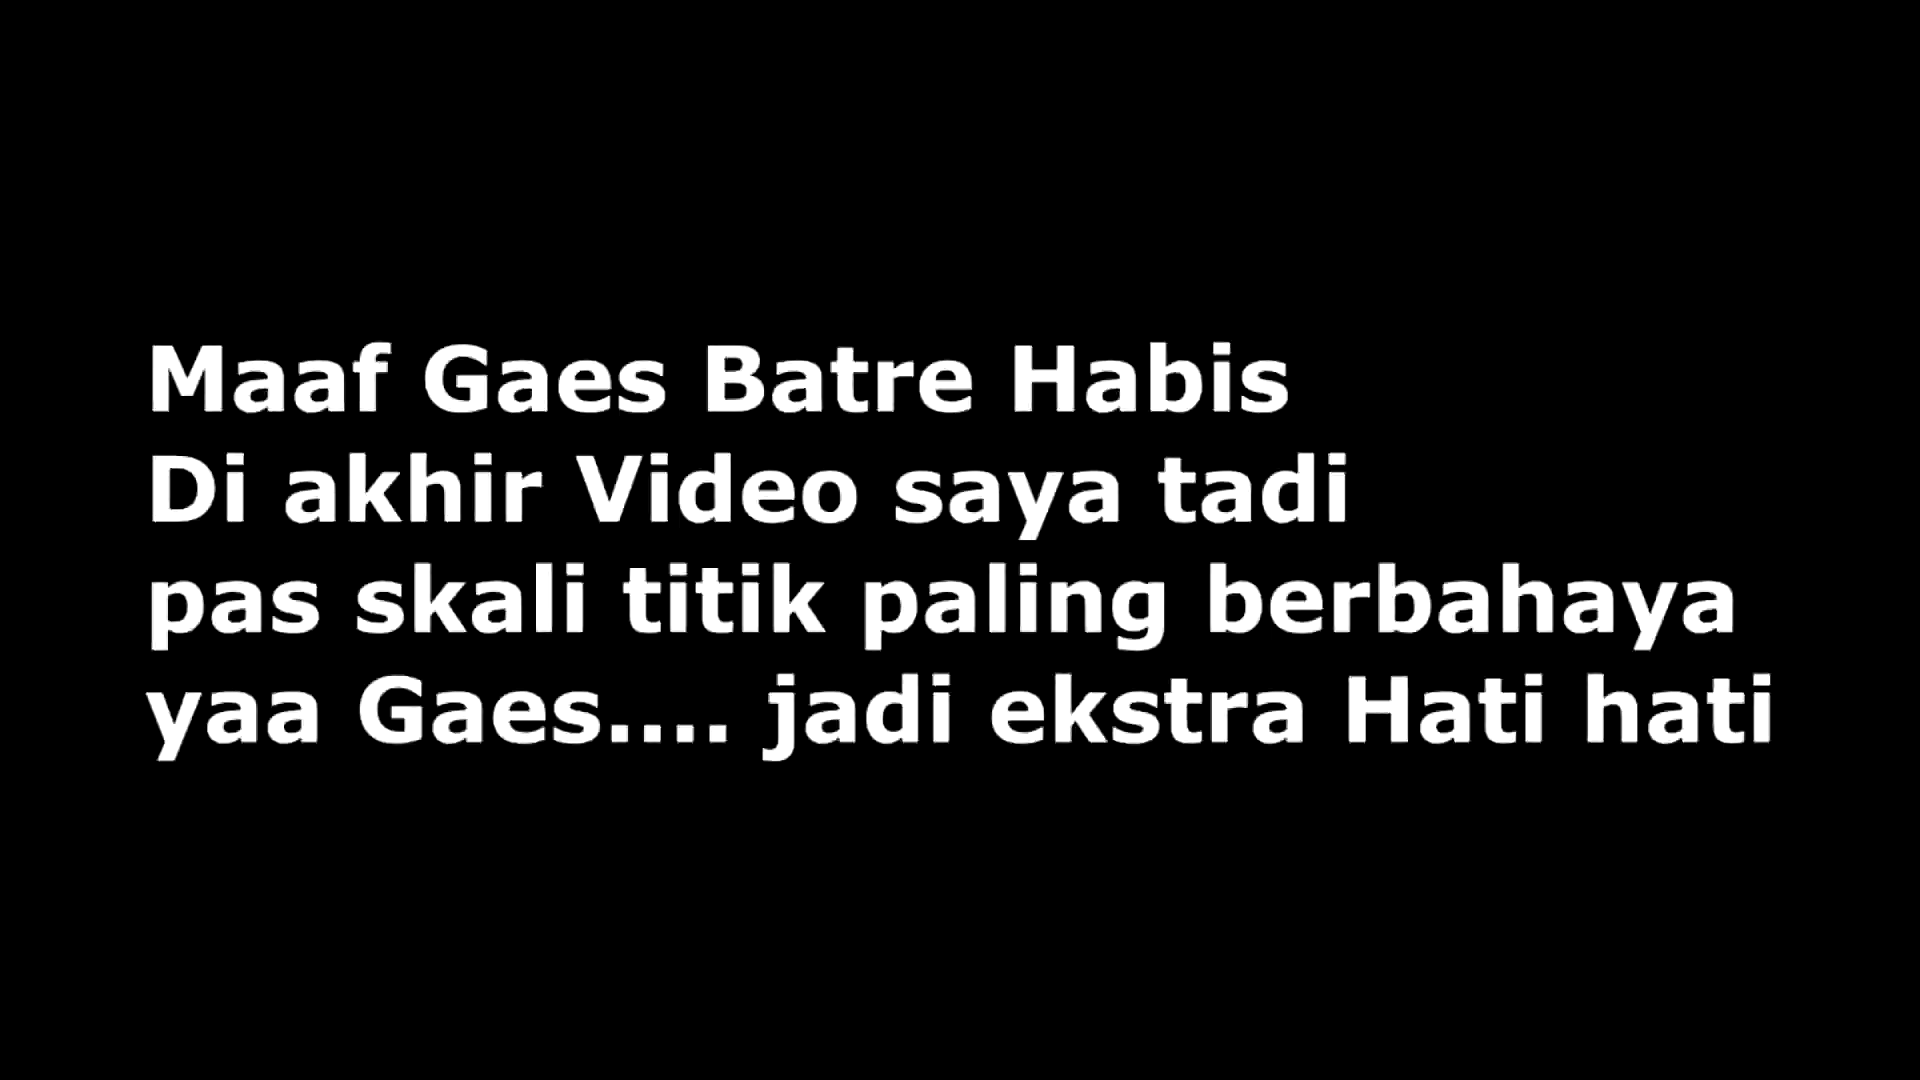 Maaf Gaes Batre Habis
Di akhir Video saya tadi
pas skali titik paling berbahaya
yaa Gaes.... jadi ekstra Hati hati